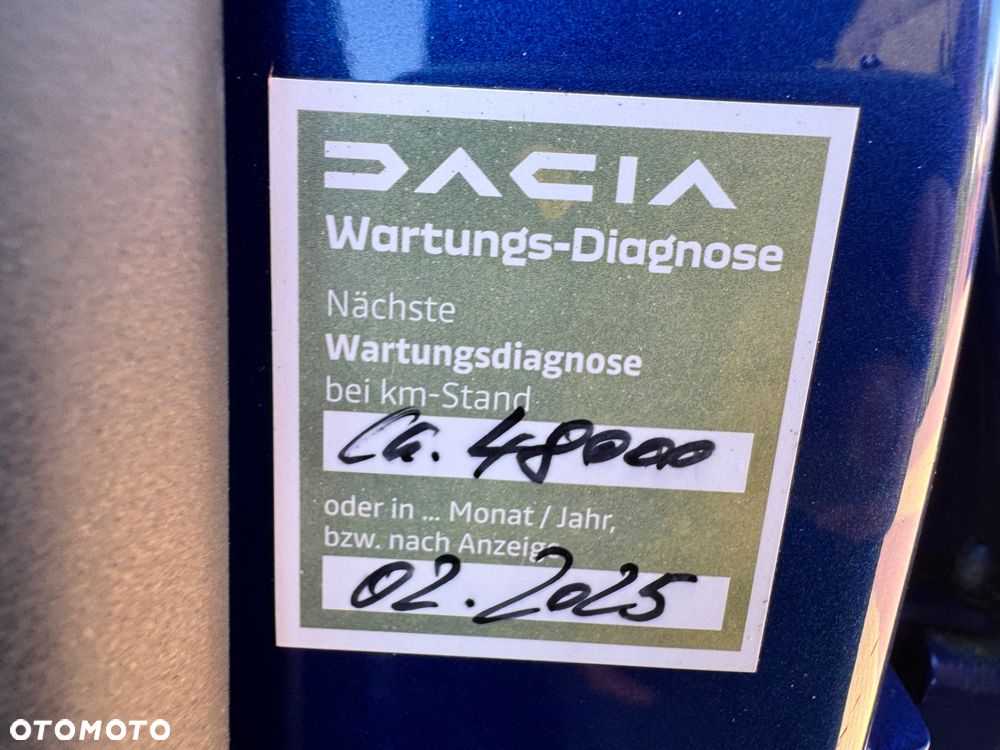 DACIA
Wartungs-Diagnose
Nächste
Wartungsdiagnose
bei km-Stand
Ca. 48000
oder in ... Monat / Jahr,
bzw. nach Anzeige
02.2025
OTOMOTO